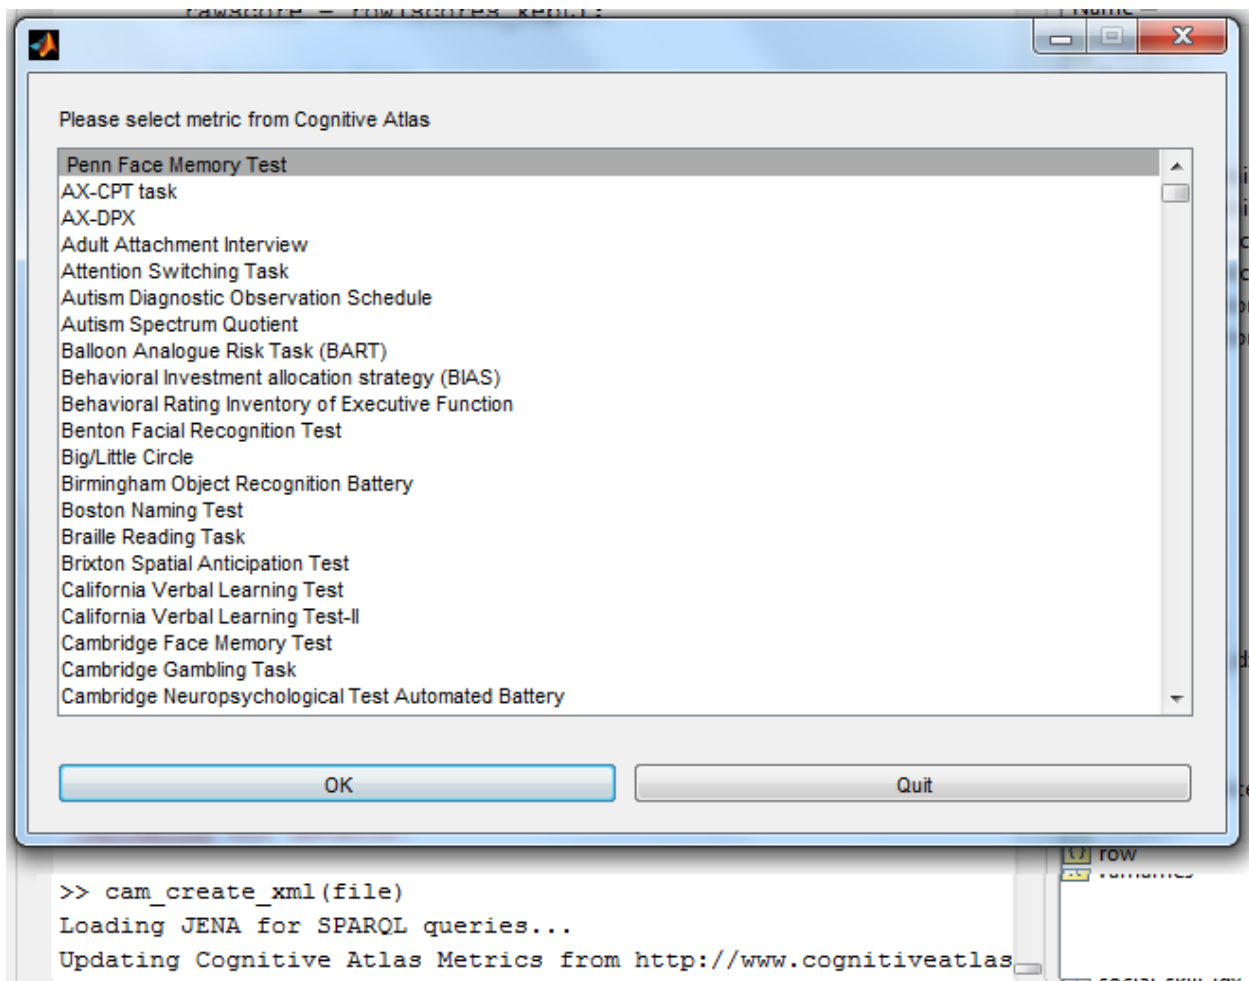 rawscore = row(scores_kept);
Name
Please select metric from Cognitive Atlas
Penn Face Memory Test
AX-CPT task
AX-DPX
Adult Attachment Interview
Attention Switching Task
Autism Diagnostic Observation Schedule
Autism Spectrum Quotient
Balloon Analogue Risk Task (BART)
Behavioral Investment allocation strategy (BIAS)
Behavioral Rating Inventory of Executive Function
Benton Facial Recognition Test
Big/Little Circle
Birmingham Object Recognition Battery
Boston Naming Test
Braille Reading Task
Brixton Spatial Anticipation Test
California Verbal Learning Test
California Verbal Learning Test-II
Cambridge Face Memory Test
Cambridge Gambling Task
Cambridge Neuropsychological Test Automated Battery
OK
Quit
row
varnames
>> cam_create_xml(file)
Loading JENA for SPARQL queries...
Updating Cognitive Atlas Metrics from http://www.cognitiveatlas